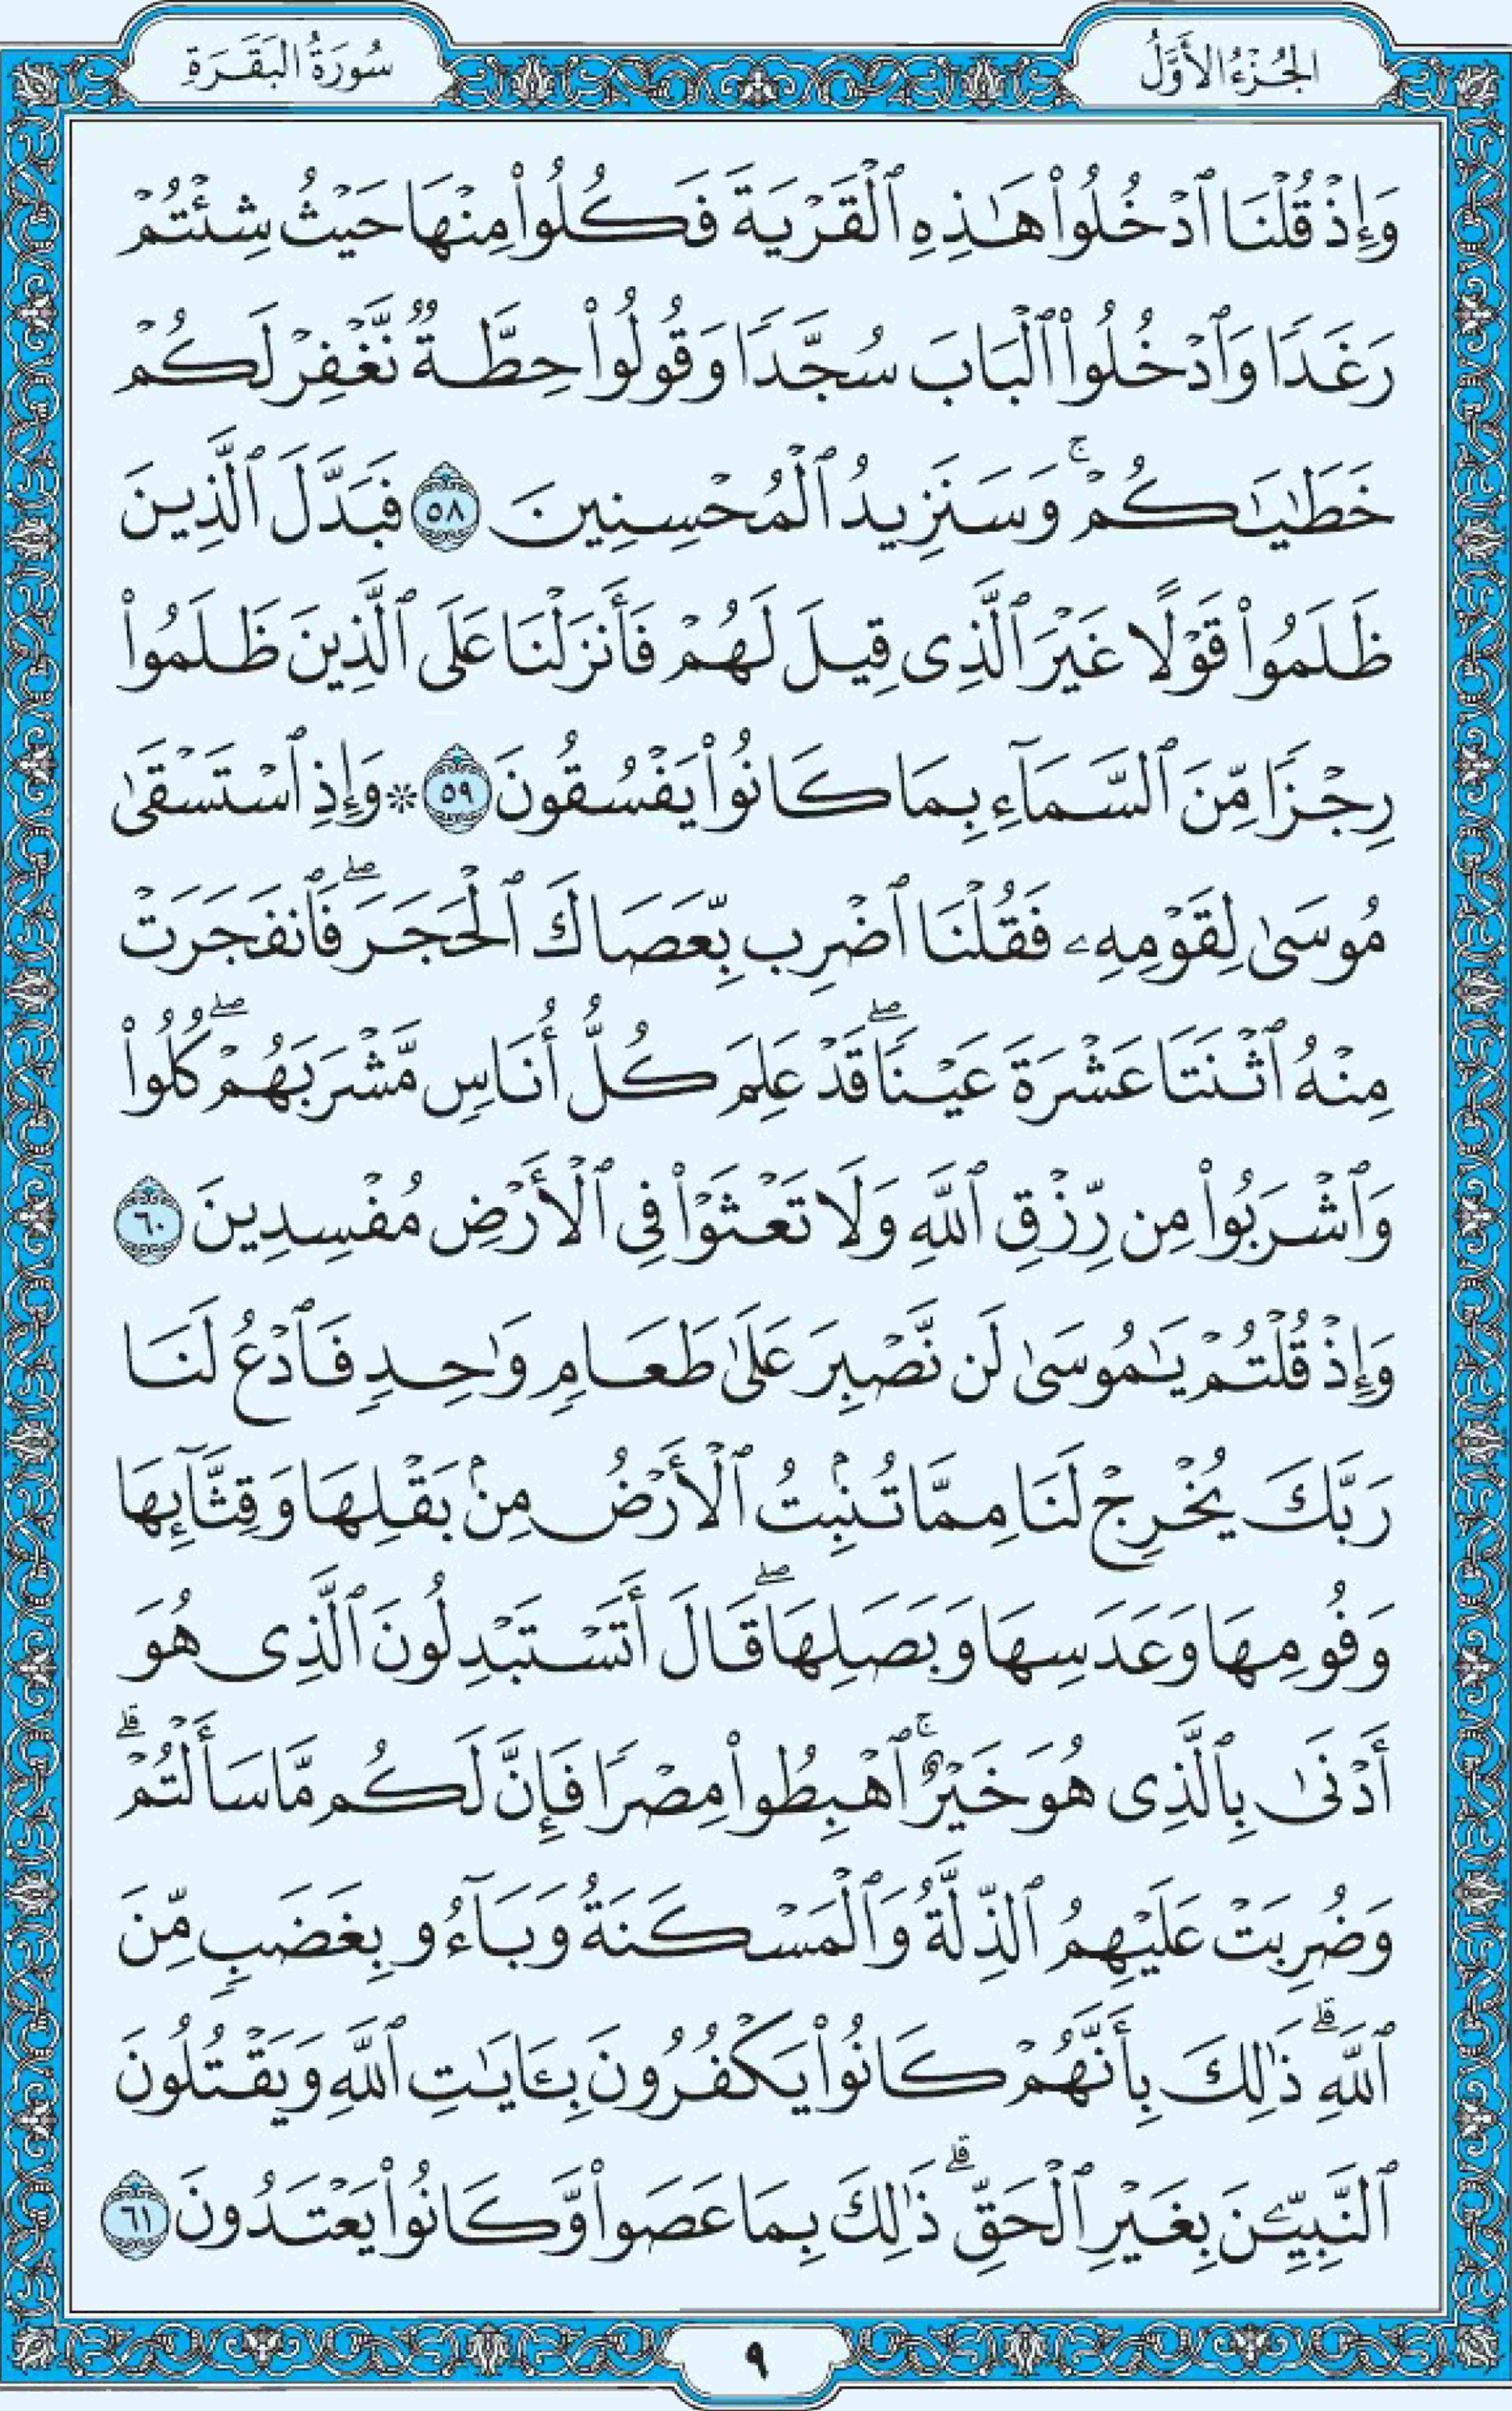 الجُزْءُ الأَوَّلُ
سُورَةُ البَقَرَةِ
وَإِذۡ قُلۡنَا ٱدۡخُلُواْ هَٰذِهِ ٱلۡقَرۡيَةَ فَكُلُواْ مِنۡهَا حَيۡثُ شِئۡتُمۡ
رَغَدٗا وَٱدۡخُلُواْ ٱلۡبَابَ سُجَّدٗا وَقُولُواْ حِطَّةٞ نَّغۡفِرۡ لَكُمۡ
خَطَٰيَٰكُمۡۚ وَسَنَزِيدُ ٱلۡمُحۡسِنِينَ ٥٨ فَبَدَّلَ ٱلَّذِينَ
ظَلَمُواْ قَوۡلًا غَيۡرَ ٱلَّذِي قِيلَ لَهُمۡ فَأَنزَلۡنَا عَلَى ٱلَّذِينَ ظَلَمُواْ
رِجۡزٗا مِّنَ ٱلسَّمَآءِ بِمَا كَانُواْ يَفۡسُقُونَ ٥٩ ۞ وَإِذِ ٱسۡتَسۡقَىٰ
مُوسَىٰ لِقَوۡمِهِۦ فَقُلۡنَا ٱضۡرِب بِّعَصَاكَ ٱلۡحَجَرَۖ فَٱنفَجَرَتۡ
مِنۡهُ ٱثۡنَتَا عَشۡرَةَ عَيۡنٗاۖ قَدۡ عَلِمَ كُلُّ أُنَاسٖ مَّشۡرَبَهُمۡۖ كُلُواْ
وَٱشۡرَبُواْ مِن رِّزۡقِ ٱللَّهِ وَلَا تَعۡثَوۡاْ فِي ٱلۡأَرۡضِ مُفۡسِدِينَ ٦٠
وَإِذۡ قُلۡتُمۡ يَٰمُوسَىٰ لَن نَّصۡبِرَ عَلَىٰ طَعَامٖ وَٰحِدٖ فَٱدۡعُ لَنَا
رَبَّكَ يُخۡرِجۡ لَنَا مِمَّا تُنۢبِتُ ٱلۡأَرۡضُ مِنۢ بَقۡلِهَا وَقِثَّآئِهَا
وَفُومِهَا وَعَدَسِهَا وَبَصَلِهَاۖ قَالَ أَتَسۡتَبۡدِلُونَ ٱلَّذِي هُوَ
أَدۡنَىٰ بِٱلَّذِي هُوَ خَيۡرٌۚ ٱهۡبِطُواْ مِصۡرٗا فَإِنَّ لَكُم مَّا سَأَلۡتُمۡۗ
وَضُرِبَتۡ عَلَيۡهِمُ ٱلذِّلَّةُ وَٱلۡمَسۡكَنَةُ وَبَآءُو بِغَضَبٖ مِّنَ
ٱللَّهِۗ ذَٰلِكَ بِأَنَّهُمۡ كَانُواْ يَكۡفُرُونَ بِـَٔايَٰتِ ٱللَّهِ وَيَقۡتُلُونَ
ٱلنَّبِيِّـۧنَ بِغَيۡرِ ٱلۡحَقِّۗ ذَٰلِكَ بِمَا عَصَواْ وَّكَانُواْ يَعۡتَدُونَ ٦١
٩